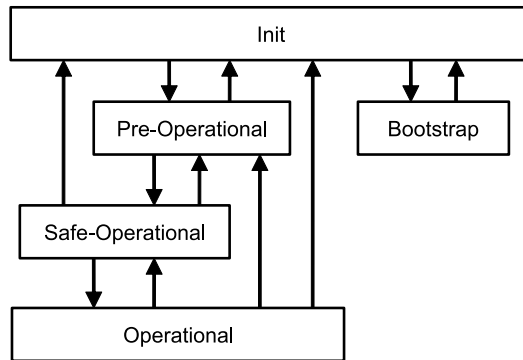 Init
Pre-Operational
Bootstrap
Safe-Operational
Operational